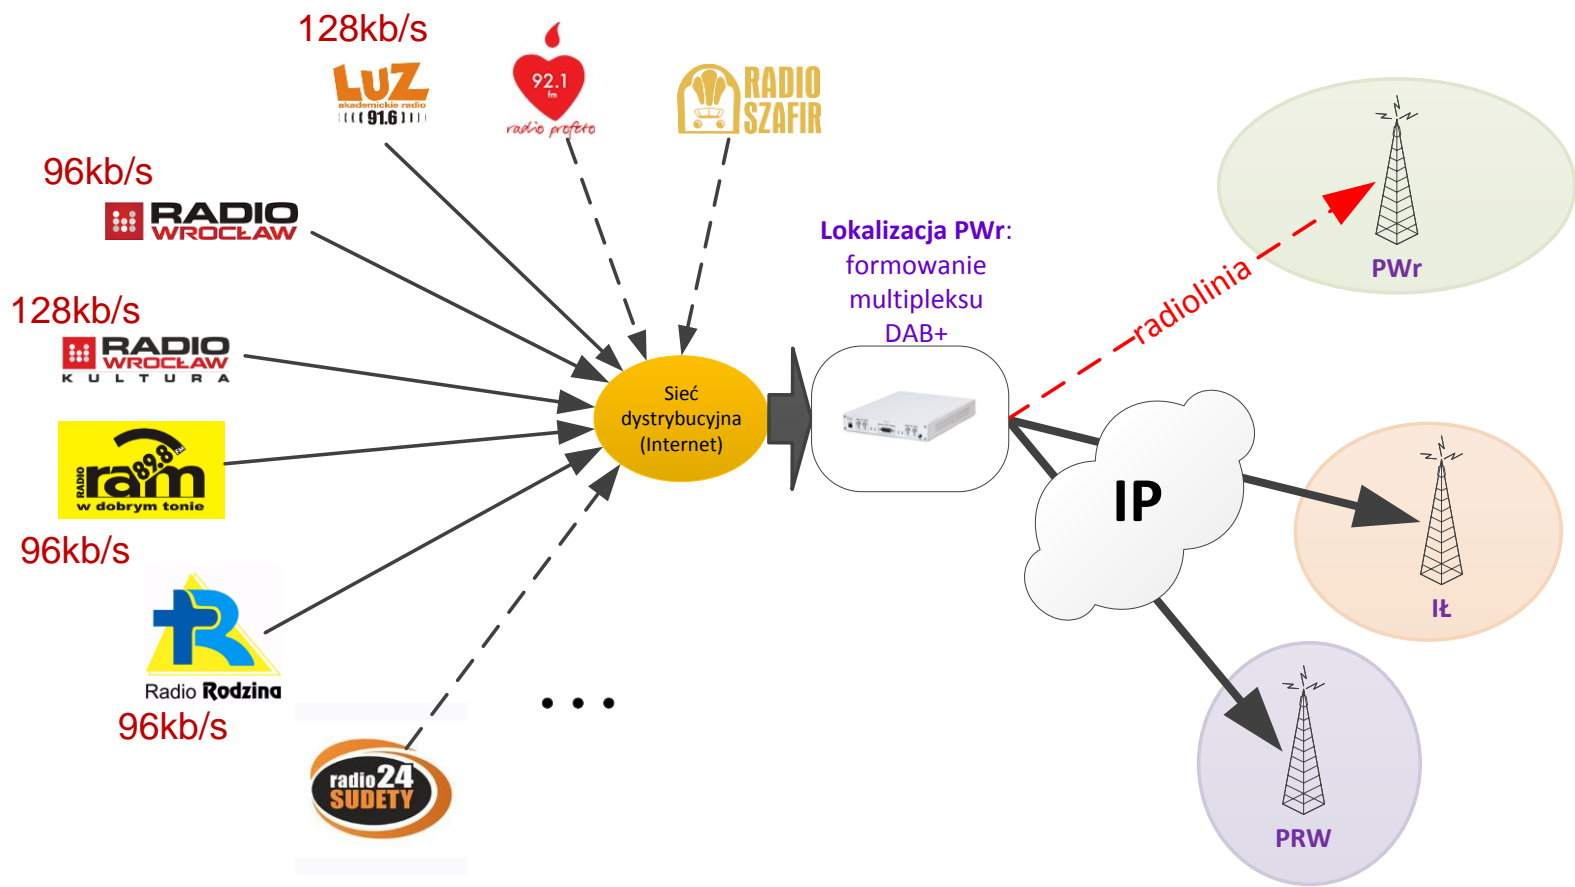 128kb/s
LUZ
akademickie radio
91.6
92.1
fm
radio profeto
RADIO
SZAFIR
96kb/s
RADIO
WROCŁAW
128kb/s
RADIO
WROCŁAW
KULTURA
RADIO
ram
89.8 FM
w dobrym tonie
96kb/s
Radio Rodzina
96kb/s
radio 24
SUDETY
. . .
Sieć
dystrybucyjna
(Internet)
Lokalizacja PWr:
formowanie
multipleksu
DAB+
radiolinia
IP
PWr
IŁ
PRW